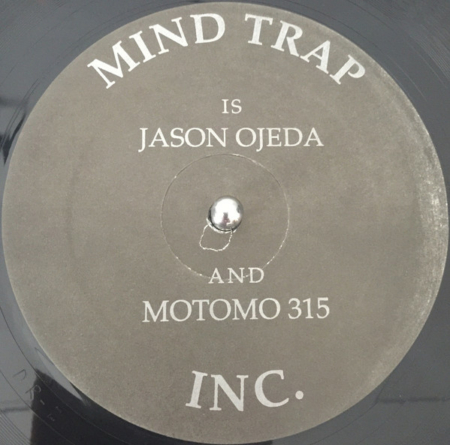 MIND TRAP
IS
JASON OJEDA
AND
MOTOMO 315
INC.